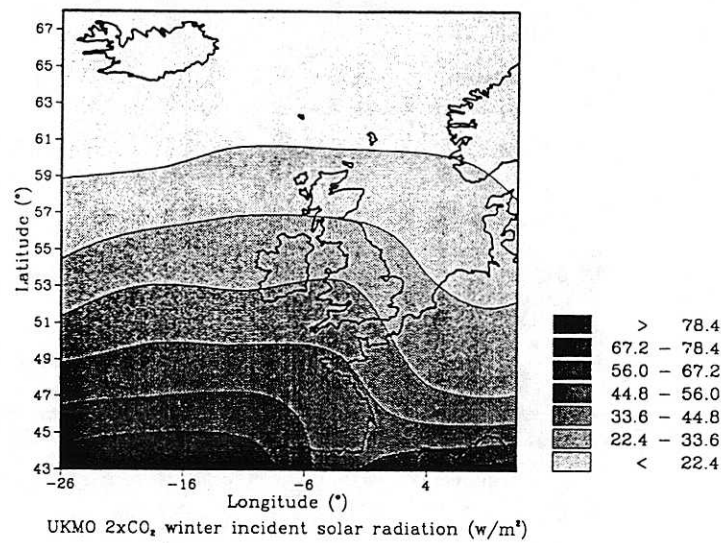 67
65
63
61
59
57
55
53
51
49
47
45
43
Latitude (°)
-26 -16 -6 4
Longitude (°)
> 78.4
67.2 – 78.4
56.0 – 67.2
44.8 – 56.0
33.6 – 44.8
22.4 – 33.6
< 22.4
UKMO 2xCO₂ winter incident solar radiation (w/m²)